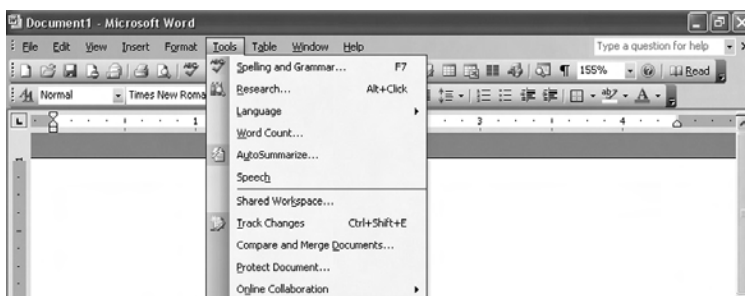 Document1 - Microsoft Word
File Edit View Insert Format Tools Table Window Help Type a question for help
155% Read
Normal Times New Roma
1 3 4
Spelling and Grammar... F7
Research... Alt+Click
Language
Word Count...
AutoSummarize...
Speech
Shared Workspace...
Track Changes Ctrl+Shift+E
Compare and Merge Documents...
Protect Document...
Online Collaboration